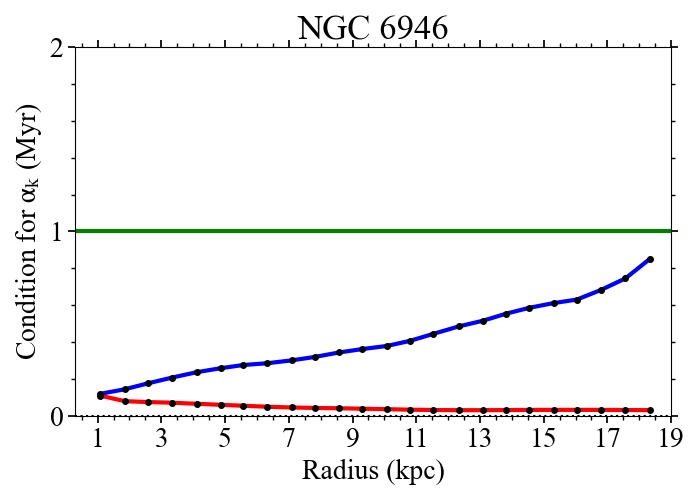 NGC 6946
Condition for αk (Myr)
2
1
0
1 3 5 7 9 11 13 15 17 19
Radius (kpc)